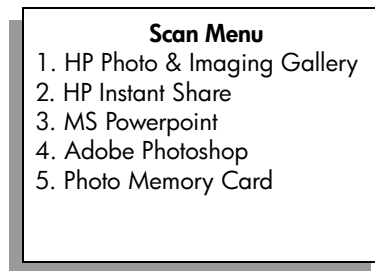 Scan Menu
1. HP Photo & Imaging Gallery
2. HP Instant Share
3. MS Powerpoint
4. Adobe Photoshop
5. Photo Memory Card